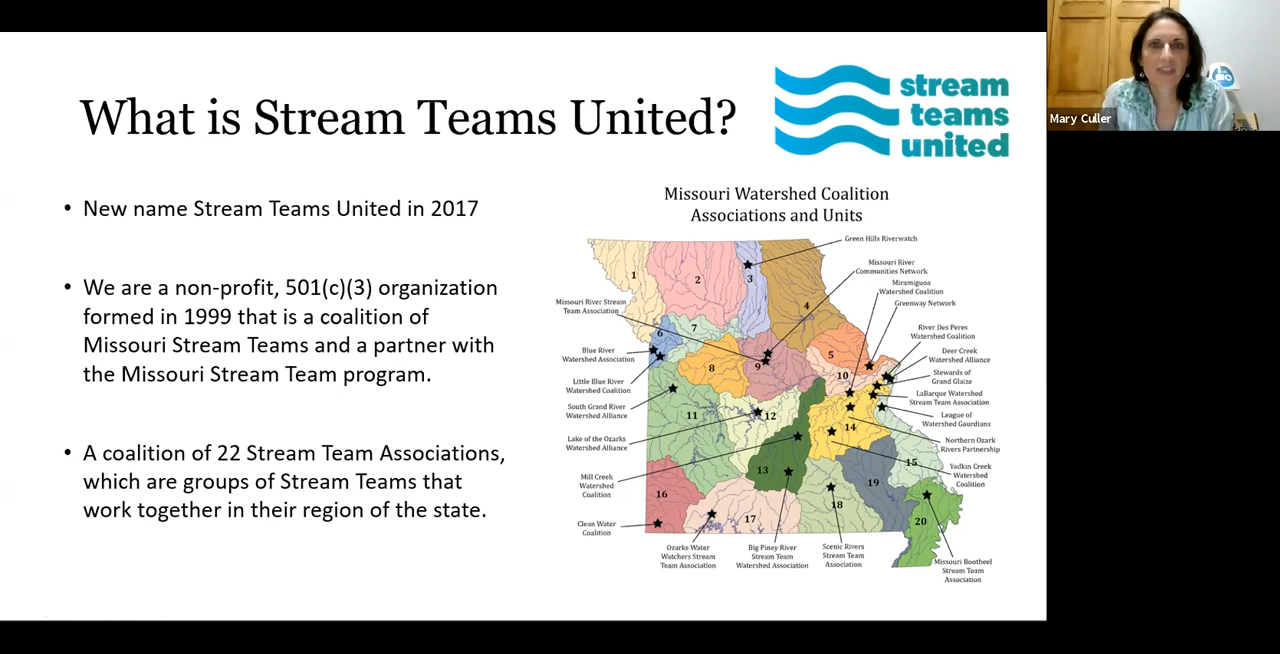 What is Stream Teams United?
stream
teams
united
Mary Culler
• New name Stream Teams United in 2017
• We are a non-profit, 501(c)(3) organization
formed in 1999 that is a coalition of
Missouri Stream Teams and a partner with
the Missouri Stream Team program.
• A coalition of 22 Stream Team Associations,
which are groups of Stream Teams that
work together in their region of the state.
Missouri Watershed Coalition
Associations and Units
Green Hills Riverwatch
Missouri River
Communities Network
Miramiguoa
Watershed Coalition
Greenway Network
River Des Peres
Watershed Coalition
Deer Creek
Watershed Alliance
Stewards of
Grand Glaize
LaBarque Watershed
Stream Team Association
League of
Watershed Gaurdians
Northern Ozark
Rivers Partnership
Yadkin Creek
Watershed
Coalition
Missouri Bootheel
Stream Team
Association
Scenic Rivers
Stream Team
Association
Big Piney River
Stream Team
Watershed Association
Ozarks Water
Watchers Stream
Team Association
Clean Water
Coalition
Mill Creek
Watershed
Coalition
Lake of the Ozarks
Watershed Alliance
South Grand River
Watershed Alliance
Little Blue River
Watershed Coalition
Blue River
Watershed Association
Missouri River Stream
Team Association
1
2
3
4
5
6
7
8
9
10
11
12
13
14
15
16
17
18
19
20